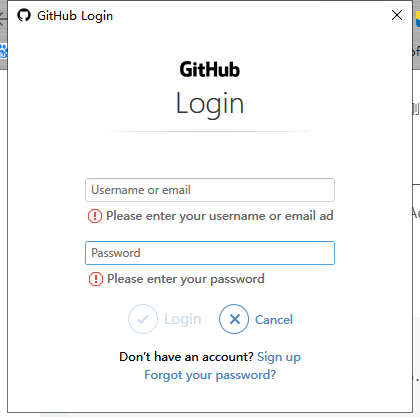 GitHub Login
GitHub
Login
Username or email
Please enter your username or email ad
Password
Please enter your password
Login
Cancel
Don't have an account? Sign up
Forgot your password?